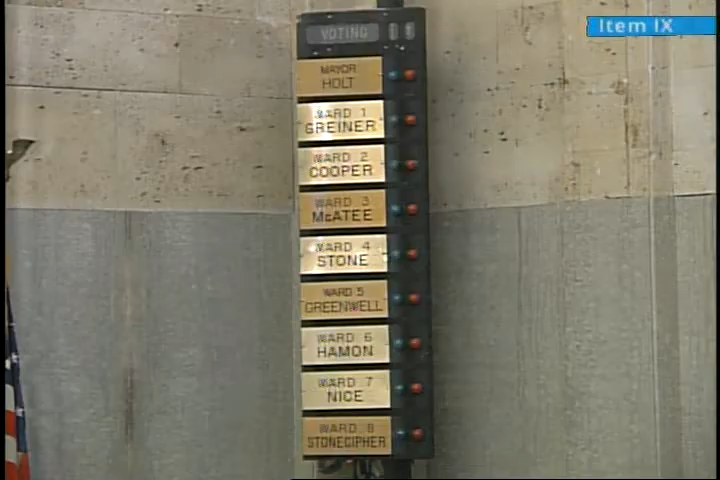 Item IX
VOTING
MAYOR
HOLT
WARD 1
GREINER
WARD 2
COOPER
WARD 3
McATEE
WARD 4
STONE
WARD 5
GREENWELL
WARD 6
HAMON
WARD 7
NICE
WARD 8
STONECIPHER